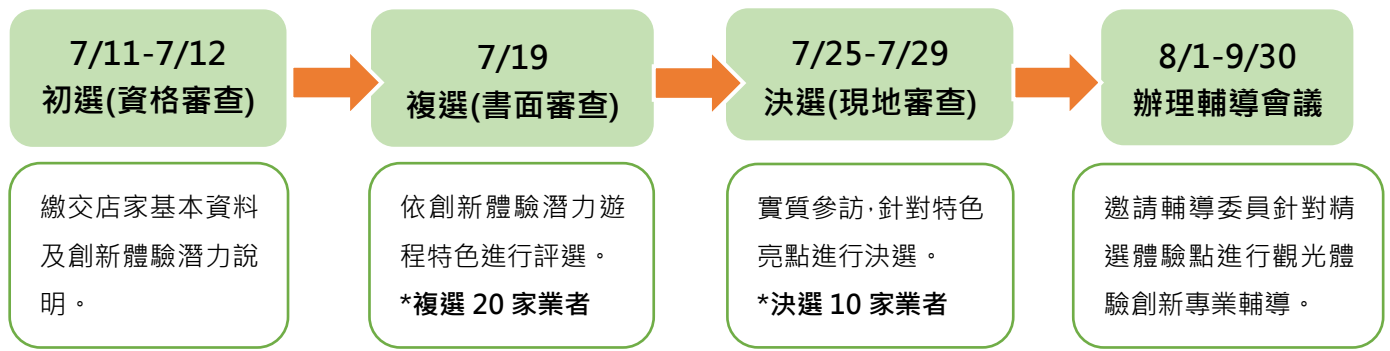 7/11-7/12
初選(資格審查)
7/19
複選(書面審查)
7/25-7/29
決選(現地審查)
8/1-9/30
辦理輔導會議
繳交店家基本資料
及創新體驗潛力說
明。
依創新體驗潛力遊
程特色進行評選。
*複選 20 家業者
實質參訪,針對特色
亮點進行決選。
*決選 10 家業者
邀請輔導委員針對精
選體驗點進行觀光體
驗創新專業輔導。